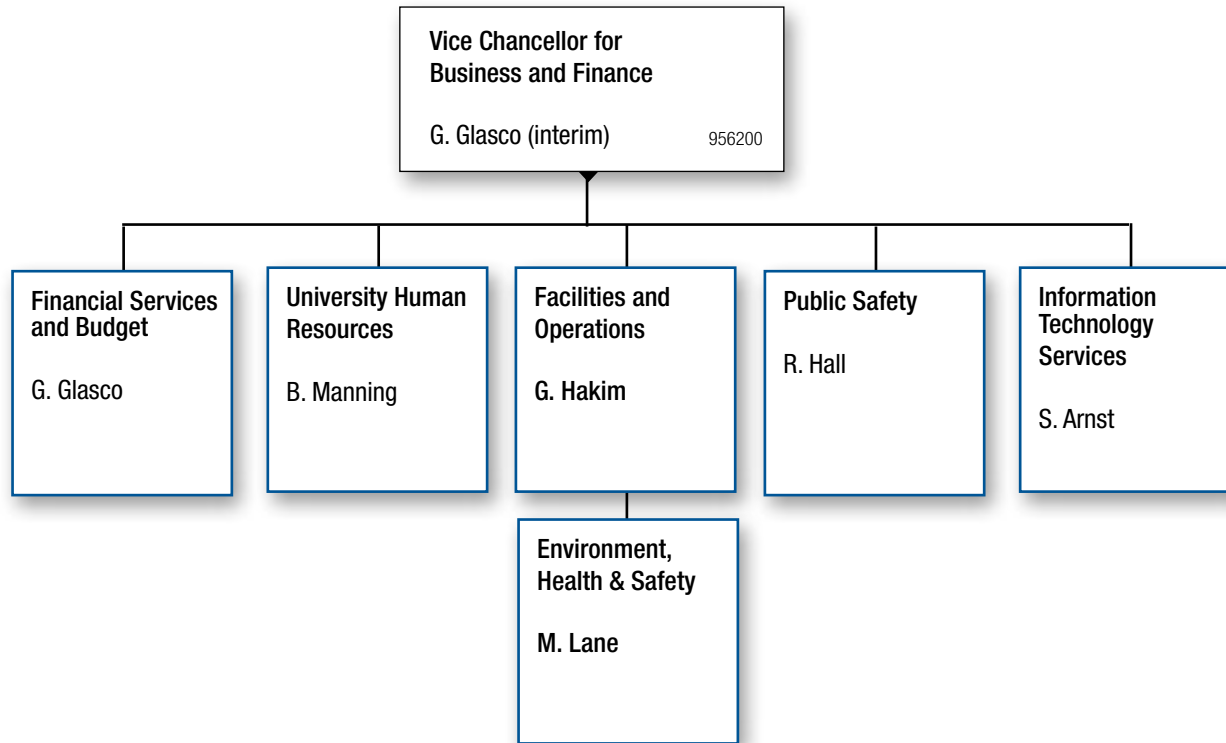 Vice Chancellor for
Business and Finance
G. Glasco (interim) 956200
Financial Services
and Budget
G. Glasco
University Human
Resources
B. Manning
Facilities and
Operations
G. Hakim
Public Safety
R. Hall
Information
Technology
Services
S. Arnst
Environment,
Health & Safety
M. Lane